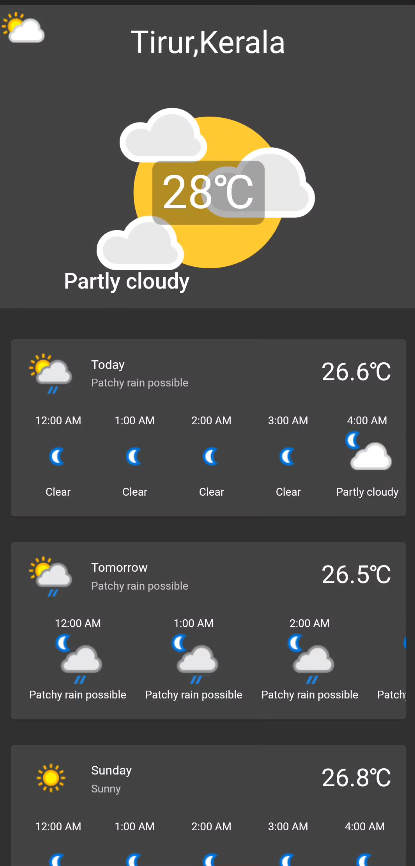 Tirur,Kerala
28℃
Partly cloudy
Today
Patchy rain possible
26.6℃
12:00 AM 1:00 AM 2:00 AM 3:00 AM 4:00 AM
Clear Clear Clear Clear Partly cloudy
Tomorrow
Patchy rain possible
26.5℃
12:00 AM 1:00 AM 2:00 AM
Patchy rain possible Patchy rain possible Patchy rain possible Patch
Sunday
Sunny
26.8℃
12:00 AM 1:00 AM 2:00 AM 3:00 AM 4:00 AM